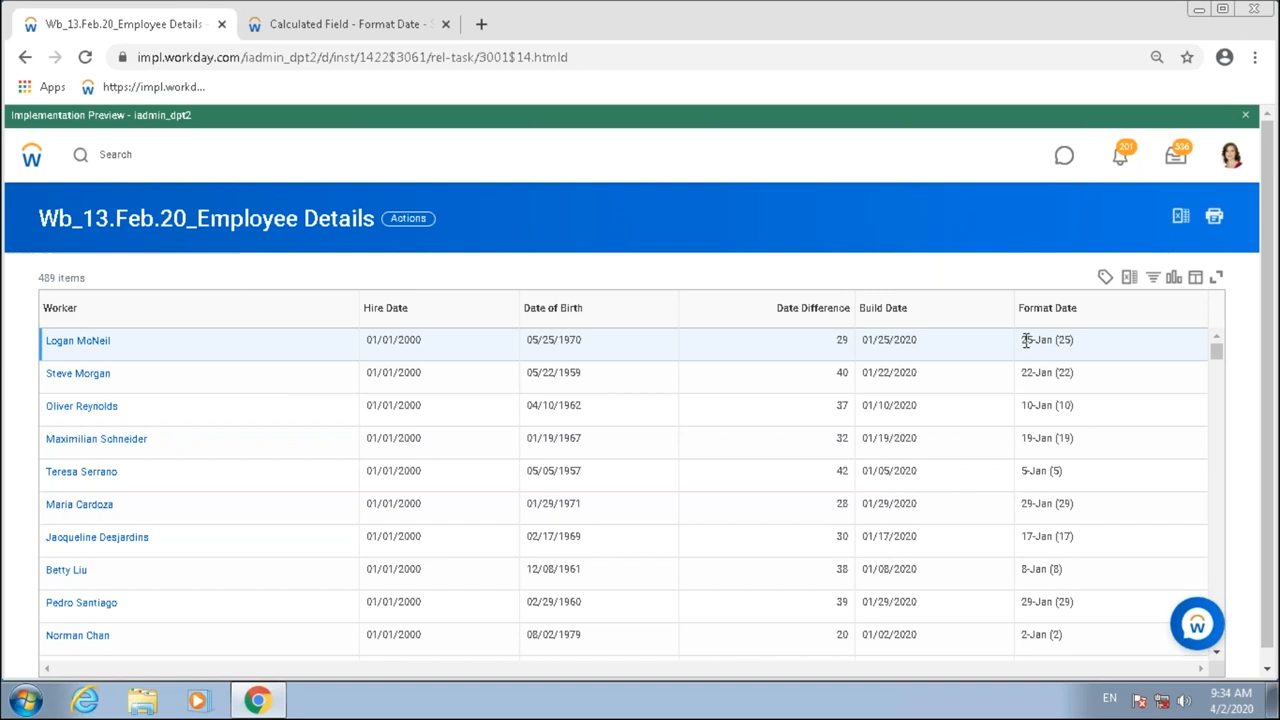 Wb_13.Feb.20_Employee Details -
Calculated Field - Format Date -
impl.workday.com/iadmin_dpt2/d/inst/1422$3061/rel-task/3001$14.htmld
Apps https://impl.workd...
Implementation Preview - iadmin_dpt2
Search
201
536
Wb_13.Feb.20_Employee Details Actions
489 items
Worker Hire Date Date of Birth Date Difference Build Date Format Date
Logan McNeil 01/01/2000 05/25/1970 29 01/25/2020 25-Jan (25)
Steve Morgan 01/01/2000 05/22/1959 40 01/22/2020 22-Jan (22)
Oliver Reynolds 01/01/2000 04/10/1962 37 01/10/2020 10-Jan (10)
Maximilian Schneider 01/01/2000 01/19/1967 32 01/19/2020 19-Jan (19)
Teresa Serrano 01/01/2000 05/05/1957 42 01/05/2020 5-Jan (5)
Maria Cardoza 01/01/2000 01/29/1971 28 01/29/2020 29-Jan (29)
Jacqueline Desjardins 01/01/2000 02/17/1969 30 01/17/2020 17-Jan (17)
Betty Liu 01/01/2000 12/08/1961 38 01/08/2020 8-Jan (8)
Pedro Santiago 01/01/2000 02/29/1960 39 01/29/2020 29-Jan (29)
Norman Chan 01/01/2000 08/02/1979 20 01/02/2020 2-Jan (2)
EN
9:34 AM
4/2/2020